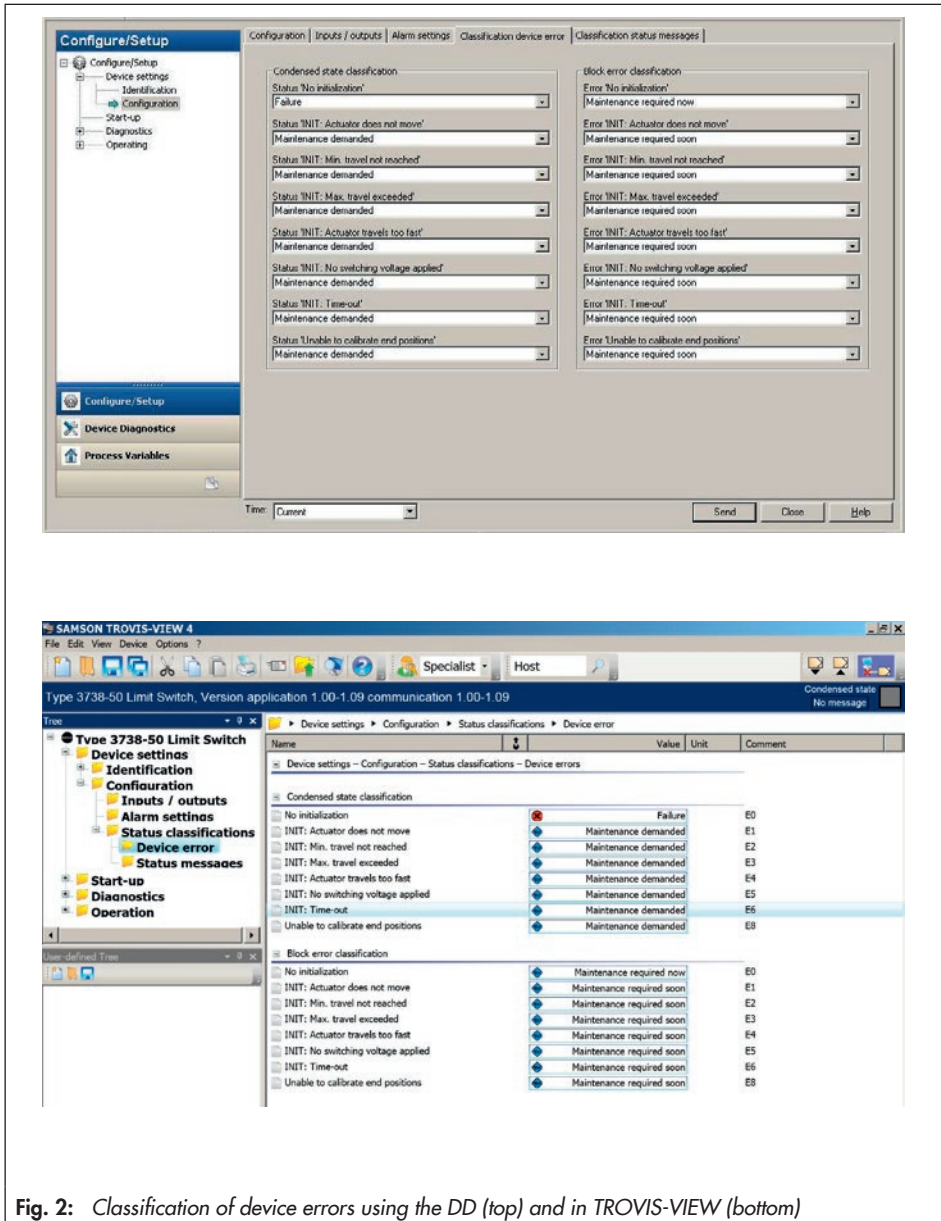 Configure/Setup
Configure/Setup
Device settings
Identification
Configuration
Start-up
Diagnostics
Operating
Configure/Setup
Device Diagnostics
Process Variables
Configuration
Inputs / outputs
Alarm settings
Classification device error
Classification status messages
Condensed state classification
Status 'No initialization'
Failure
Status 'INIT: Actuator does not move'
Maintenance demanded
Status 'INIT: Min. travel not reached'
Maintenance demanded
Status 'INIT: Max. travel exceeded'
Maintenance demanded
Status 'INIT: Actuator travels too fast'
Maintenance demanded
Status 'INIT: No switching voltage applied'
Maintenance demanded
Status 'INIT: Time-out'
Maintenance demanded
Status 'Unable to calibrate end positions'
Maintenance demanded
Block error classification
Error 'No initialization'
Maintenance required now
Error 'INIT: Actuator does not move'
Maintenance required soon
Error 'INIT: Min. travel not reached'
Maintenance required soon
Error 'INIT: Max. travel exceeded'
Maintenance required soon
Error 'INIT: Actuator travels too fast'
Maintenance required soon
Error 'INIT: No switching voltage applied'
Maintenance required soon
Error 'INIT: Time-out'
Maintenance required soon
Error 'Unable to calibrate end positions'
Maintenance required soon
Time: Current
Send Close Help
SAMSON TROVIS-VIEW 4
File Edit View Device Options ?
Specialist Host
Type 3738-50 Limit Switch, Version application 1.00-1.09 communication 1.00-1.09
Condensed state
No message
Tree
Type 3738-50 Limit Switch
Device settings
Identification
Configuration
Inputs / outputs
Alarm settings
Status classifications
Device error
Status messages
Start-up
Diagnostics
Operation
User-defined Tree
Device settings Configuration Status classifications Device error
Name Value Unit Comment
Device settings – Configuration – Status classifications – Device errors
Condensed state classification
No initialization Failure E0
INIT: Actuator does not move Maintenance demanded E1
INIT: Min. travel not reached Maintenance demanded E2
INIT: Max. travel exceeded Maintenance demanded E3
INIT: Actuator travels too fast Maintenance demanded E4
INIT: No switching voltage applied Maintenance demanded E5
INIT: Time-out Maintenance demanded E6
Unable to calibrate end positions Maintenance demanded E8
Block error classification
No initialization Maintenance required now E0
INIT: Actuator does not move Maintenance required soon E1
INIT: Min. travel not reached Maintenance required soon E2
INIT: Max. travel exceeded Maintenance required soon E3
INIT: Actuator travels too fast Maintenance required soon E4
INIT: No switching voltage applied Maintenance required soon E5
INIT: Time-out Maintenance required soon E6
Unable to calibrate end positions Maintenance required soon E8
Fig. 2: Classification of device errors using the DD (top) and in TROVIS-VIEW (bottom)